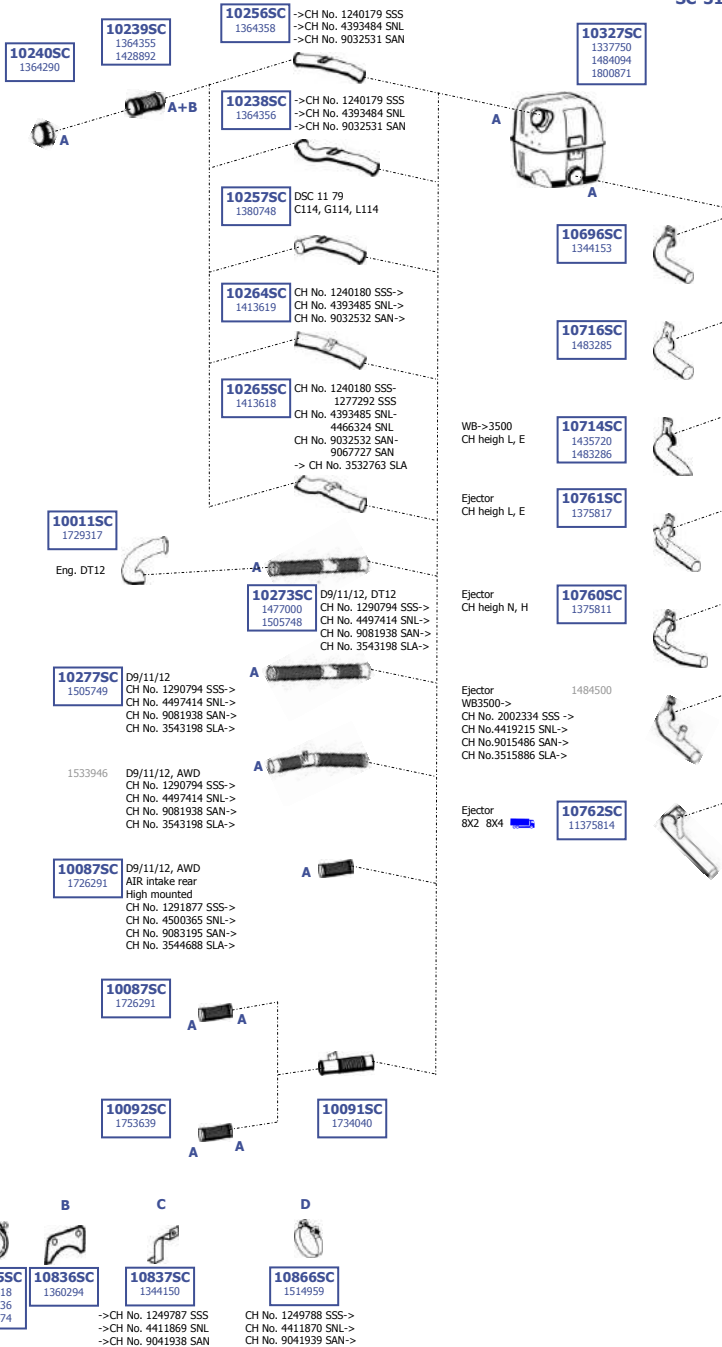 SC-31
10256SC
1364358
->CH No. 1240179 SSS
->CH No. 4393484 SNL
->CH No. 9032531 SAN
10239SC
1364355
1428892
10240SC
1364290
A
A+B
10327SC
1337750
1484094
1800871
A
A
10238SC
1364356
->CH No. 1240179 SSS
->CH No. 4393484 SNL
->CH No. 9032531 SAN
10257SC
1380748
DSC 11 79
C114, G114, L114
10264SC
1413619
CH No. 1240180 SSS->
CH No. 4393485 SNL->
CH No. 9032532 SAN->
10265SC
1413618
CH No. 1240180 SSS-
1277292 SSS
CH No. 4393485 SNL-
4466324 SNL
CH No. 9032532 SAN-
9067727 SAN
-> CH No. 3532763 SLA
10011SC
1729317
Eng. DT12
A
10273SC
1477000
1505748
D9/11/12, DT12
CH No. 1290794 SSS->
CH No. 4497414 SNL->
CH No. 9081938 SAN->
CH No. 3543198 SLA->
10277SC
1505749
D9/11/12
CH No. 1290794 SSS->
CH No. 4497414 SNL->
CH No. 9081938 SAN->
CH No. 3543198 SLA->
A
1533946
D9/11/12, AWD
CH No. 1290794 SSS->
CH No. 4497414 SNL->
CH No. 9081938 SAN->
CH No. 3543198 SLA->
A
10087SC
1726291
D9/11/12, AWD
AIR intake rear
High mounted
CH No. 1291877 SSS->
CH No. 4500365 SNL->
CH No. 9083195 SAN->
CH No. 3544688 SLA->
A
10087SC
1726291
A
A
10092SC
1753639
A
A
10091SC
1734040
10696SC
1344153
10716SC
1483285
WB->3500
CH heigh L, E
10714SC
1435720
1483286
Ejector
CH heigh L, E
10761SC
1375817
Ejector
CH heigh N, H
10760SC
1375811
Ejector
WB3500->
CH No. 2002334 SSS ->
CH No.4419215 SNL->
CH No.9015486 SAN->
CH No.3515886 SLA->
1484500
Ejector
8X2 8X4
10762SC
11375814
5SC
18
36
74
B
10836SC
1360294
C
10837SC
1344150
->CH No. 1249787 SSS
->CH No. 4411869 SNL
->CH No. 9041938 SAN
D
10866SC
1514959
CH No. 1249788 SSS->
CH No. 4411870 SNL->
CH No. 9041939 SAN->